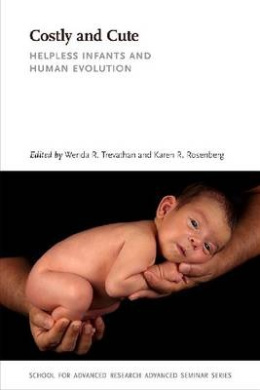 Costly and Cute
HELPLESS INFANTS AND
HUMAN EVOLUTION
Edited by Wenda R. Trevathan and Karen R. Rosenberg
SCHOOL FOR ADVANCED RESEARCH ADVANCED SEMINAR SERIES